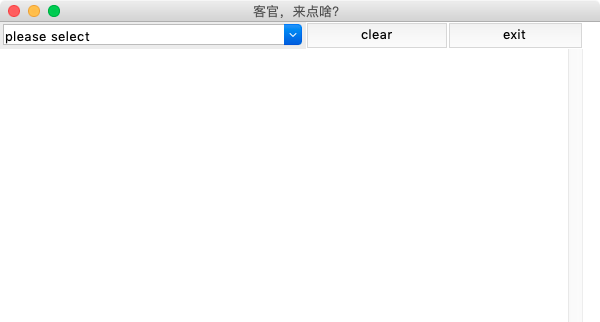 客官，来点啥?
please select
clear
exit